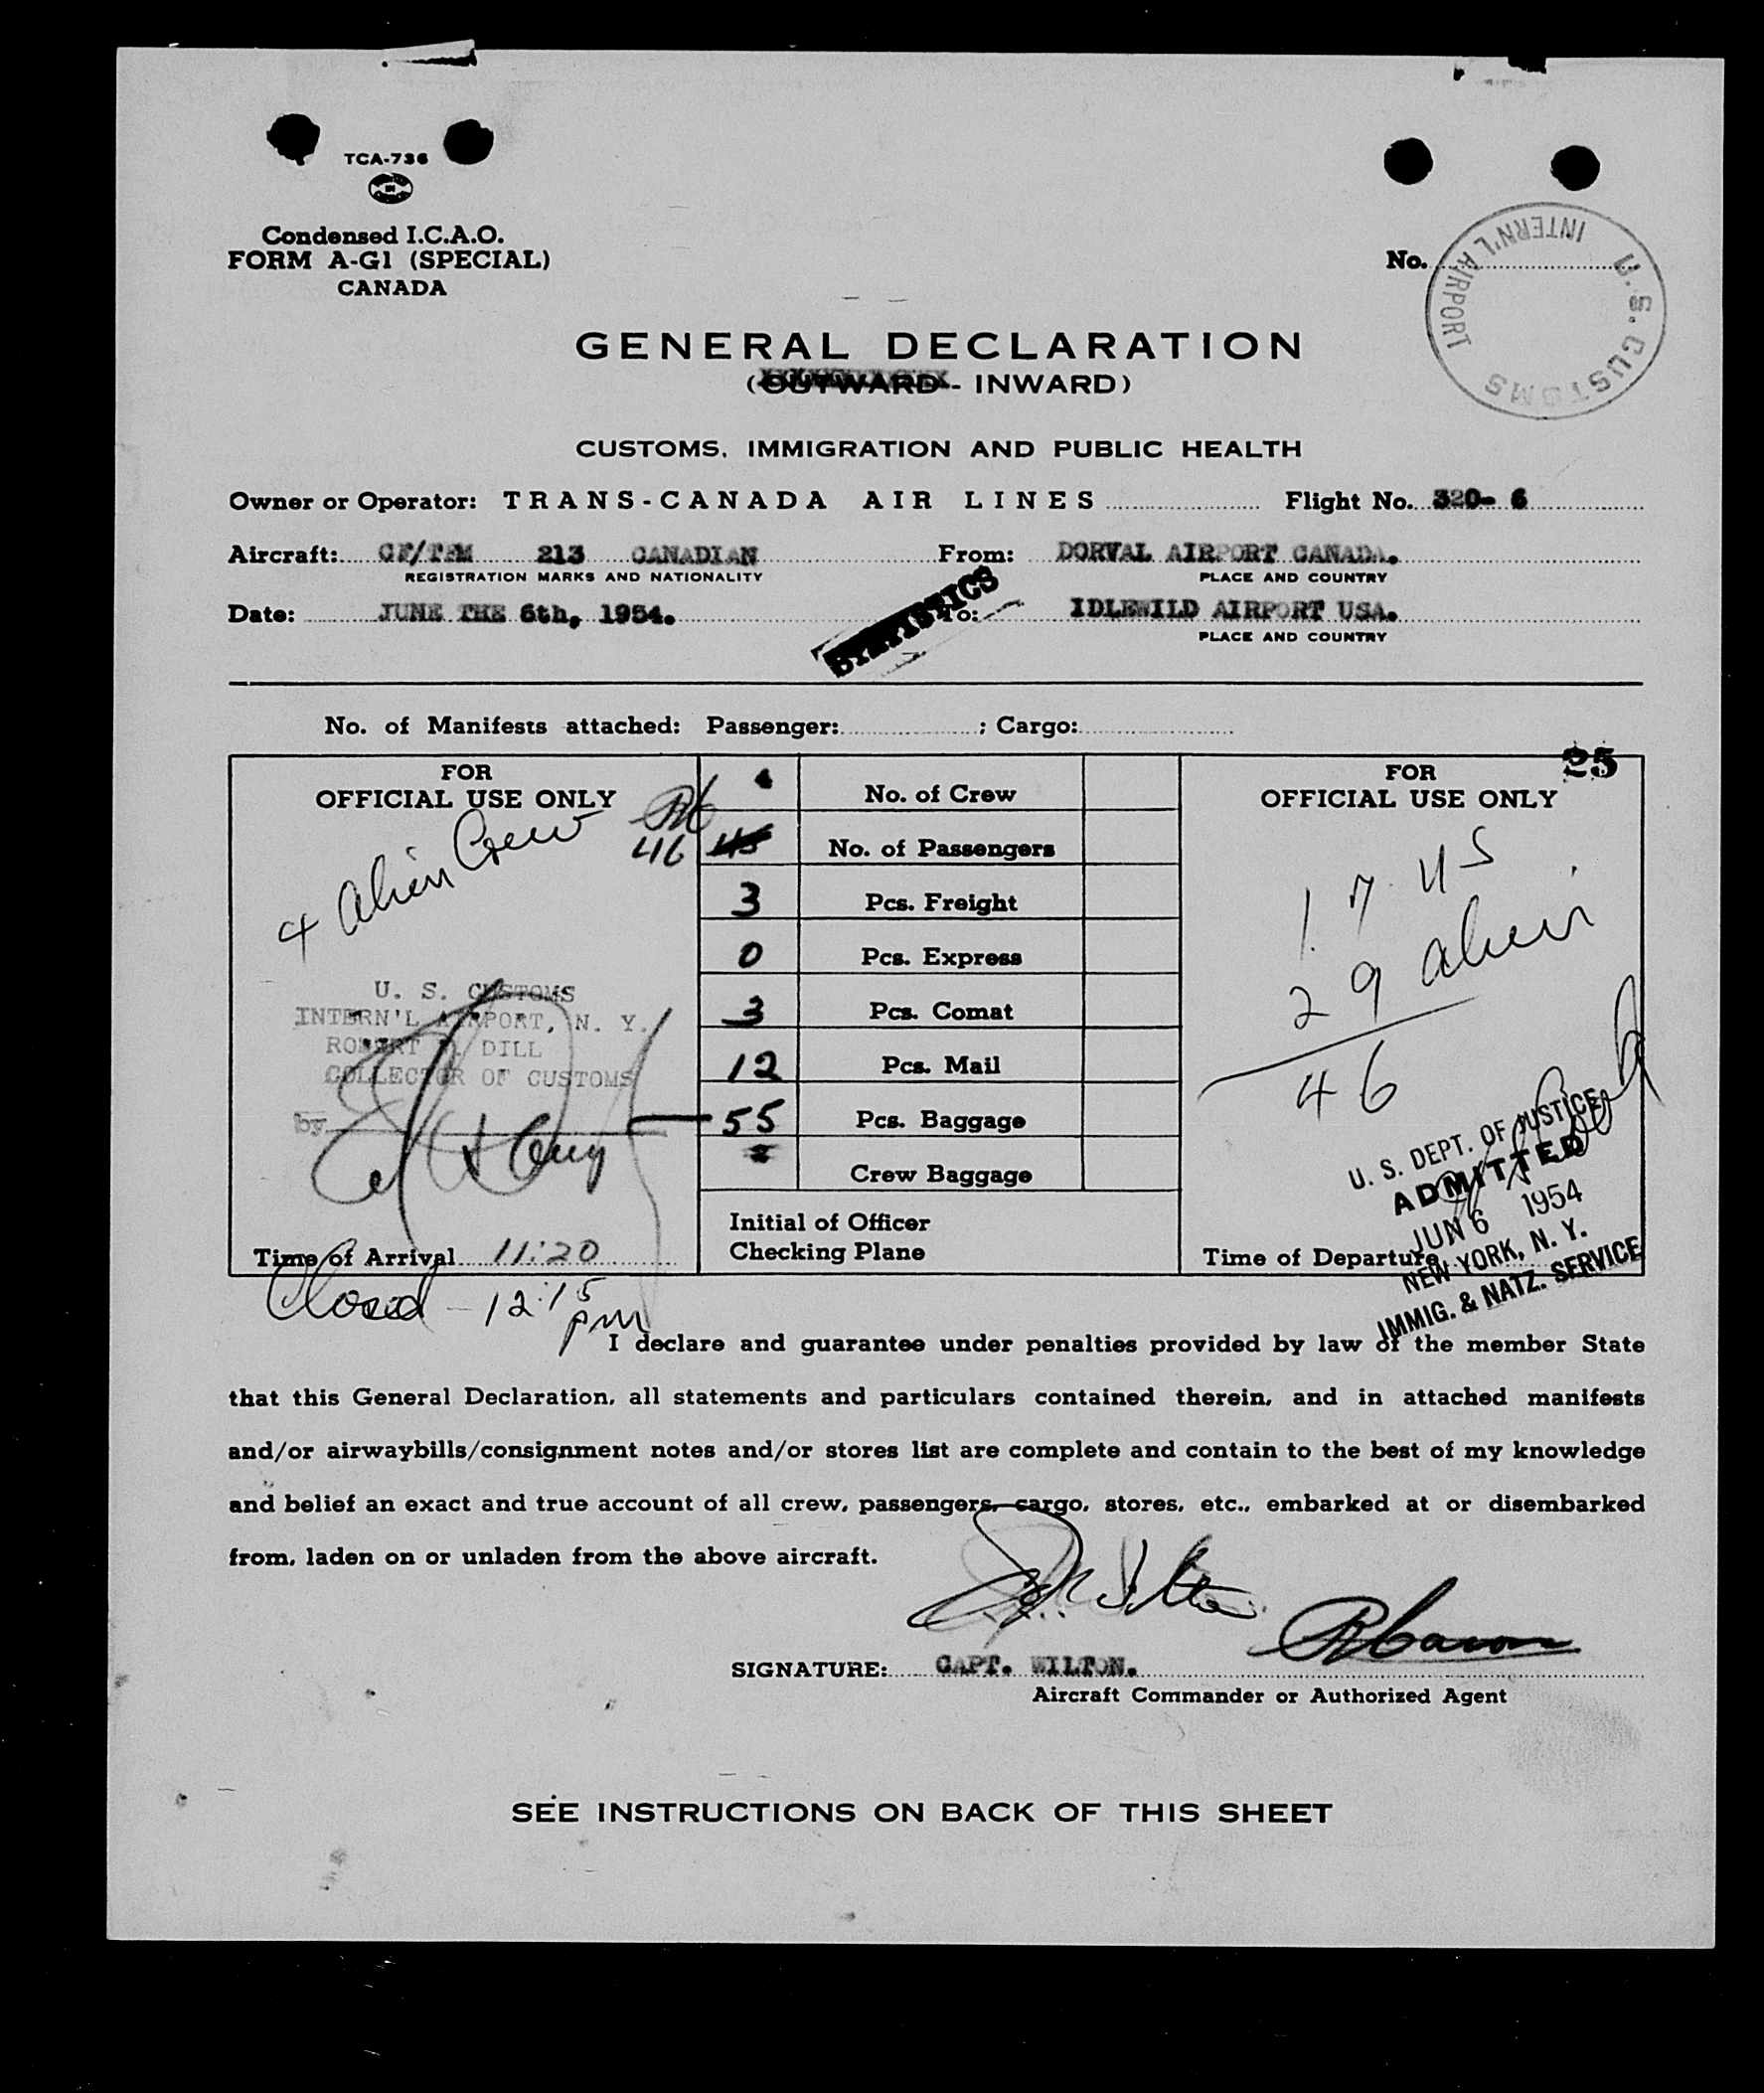 TCA-736
Condensed I.C.A.O.
FORM A-G1 (SPECIAL)
CANADA
No.
U.S. CUSTOMS
INTERN'L AIRPORT
GENERAL DECLARATION
(OUTWARD - INWARD)
CUSTOMS, IMMIGRATION AND PUBLIC HEALTH
Owner or Operator: TRANS-CANADA AIR LINES Flight No. 320- 6
Aircraft: CF/TFM 213 CANADIAN From: DORVAL AIRPORT CANADA.
REGISTRATION MARKS AND NATIONALITY PLACE AND COUNTRY
Date: JUNE THE 6th, 1954. To: IDLEWILD AIRPORT USA.
PLACE AND COUNTRY
STATISTICS
No. of Manifests attached: Passenger: ; Cargo:
25
FOR
OFFICIAL USE ONLY
4 Alien Crew
U. S. CUSTOMS
INTERN'L AIRPORT, N. Y.
ROBERT DILL
COLLECTOR OF CUSTOMS
by
Time of Arrival 11:20
Closed - 12:15 pm
4 No. of Crew
46 45 No. of Passengers
3 Pcs. Freight
0 Pcs. Express
3 Pcs. Comat
12 Pcs. Mail
55 Pcs. Baggage
Crew Baggage
Initial of Officer
Checking Plane
FOR
OFFICIAL USE ONLY
17 US
29 alien
46
U. S. DEPT. OF JUSTICE
ADMITTED
JUN 6 1954
NEW YORK, N. Y.
IMMIG. & NATZ. SERVICE
Time of Departure
I declare and guarantee under penalties provided by law of the member State
that this General Declaration, all statements and particulars contained therein, and in attached manifests
and/or airwaybills/consignment notes and/or stores list are complete and contain to the best of my knowledge
and belief an exact and true account of all crew, passengers, cargo, stores, etc., embarked at or disembarked
from, laden on or unladen from the above aircraft.
SIGNATURE: CAPT. WILTON.
Aircraft Commander or Authorized Agent
SEE INSTRUCTIONS ON BACK OF THIS SHEET